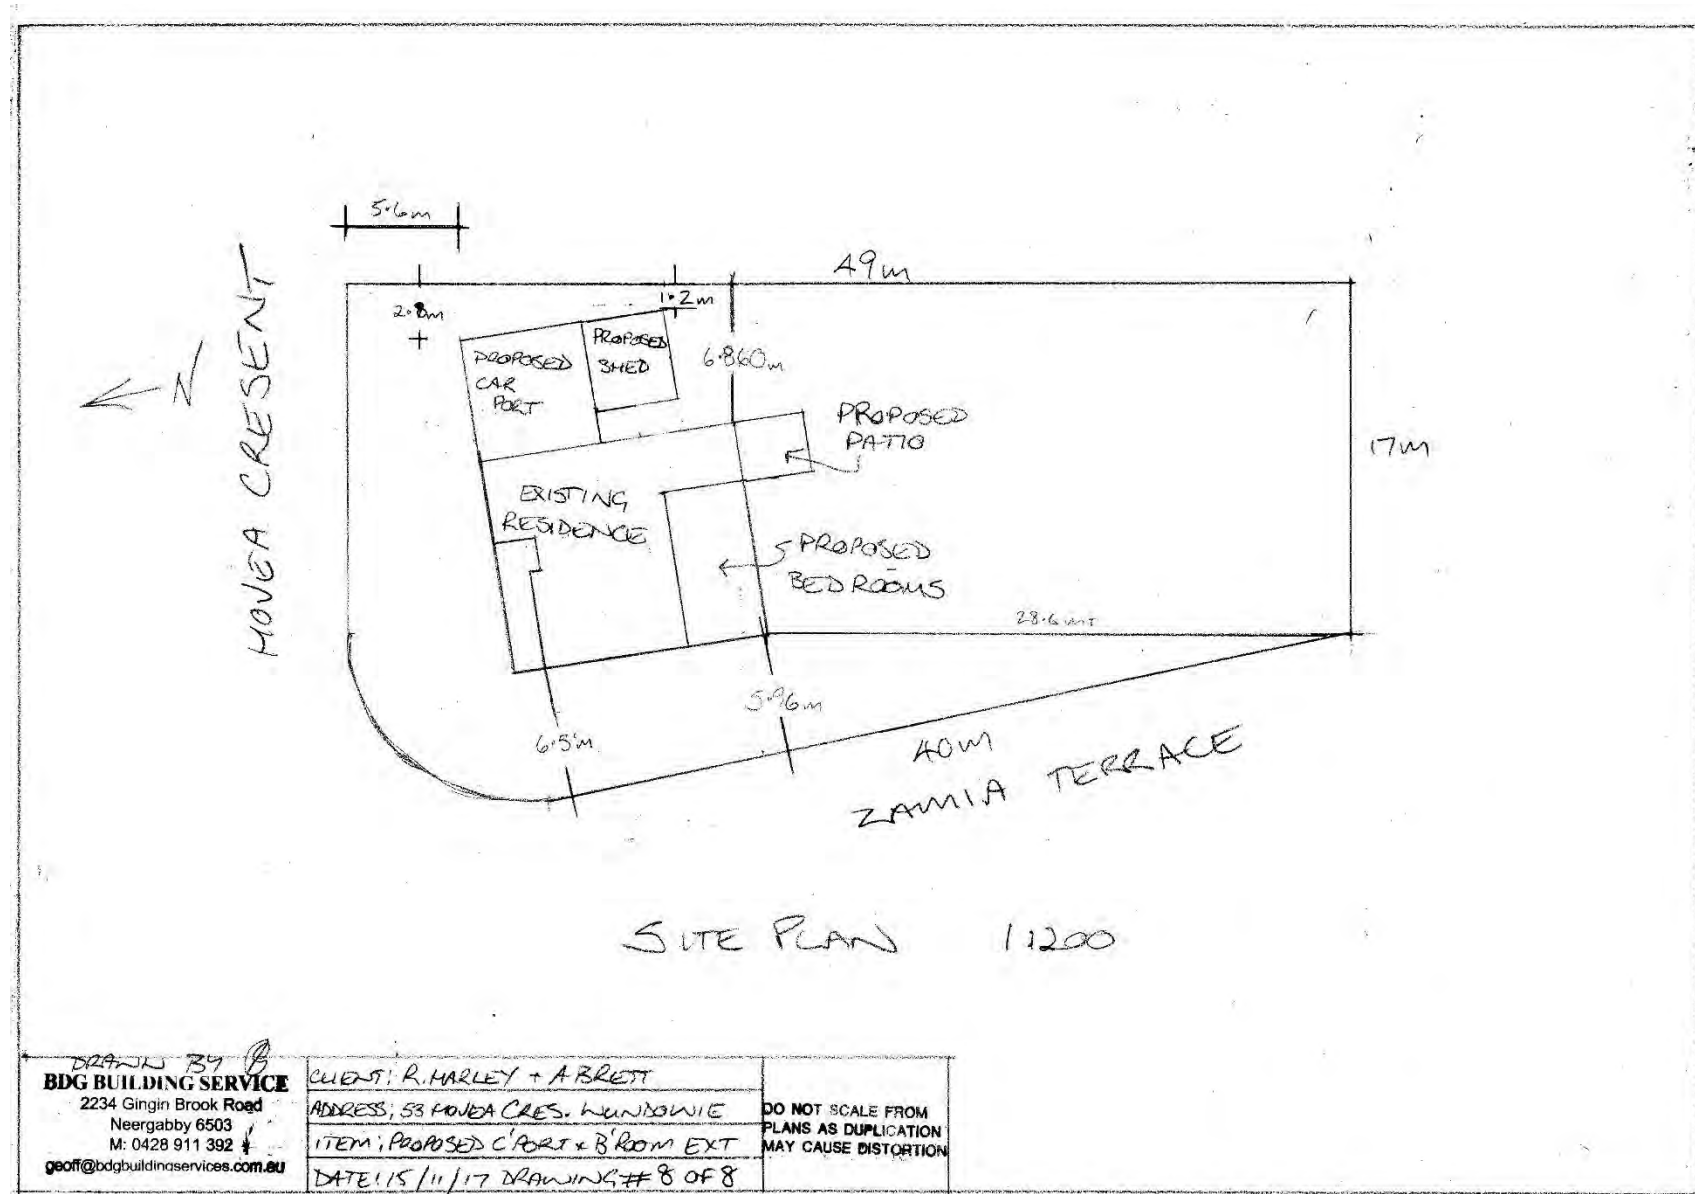 5.6m
49m
2.8m
1.2m
HOVEA CRESENT
N
PROPOSED
CAR
PORT
PROPOSED
SHED
6.860m
PROPOSED
PATIO
17m
EXISTING
RESIDENCE
PROPOSED
BEDROOMS
28.6 MT
5.96m
6.5m
40m
ZAMIA TERRACE
SITE PLAN 1:200
DRAWN BY
BDG BUILDING SERVICE
2234 Gingin Brook Road
Neergabby 6503
M: 0428 911 392
geoff@bdgbuildingservices.com.au
CLIENT: R. HARLEY + A BRETT
ADDRESS; 53 HOVEA CRES. WUNDOWIE
ITEM; PROPOSED C'PORT & B'ROOM EXT
DATE: 15/11/17 DRAWING # 8 OF 8
DO NOT SCALE FROM
PLANS AS DUPLICATION
MAY CAUSE DISTORTION